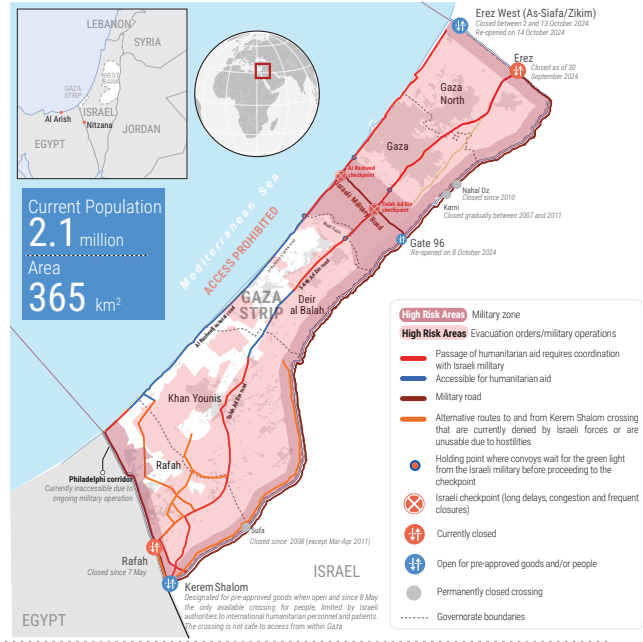 LEBANON
SYRIA
WEST
BANK
GAZA
STRIP
ISRAEL
Al Arish
Nitzana
JORDAN
EGYPT
Erez West (As-Siafa/Zikim)
Closed between 2 and 13 October 2024.
Re-opened on 14 October 2024
Erez
Closed as of 30
September 2024
Gaza
North
Gaza
Al Rasheed
checkpoint
Israeli Military Road
Salah Ad Din
checkpoint
Nahal Oz
Closed since 2010
Karni
Closed gradually between 2007 and 2011
Gate 96
Re-opened on 8 October 2024
Current Population
2.1 million
Area
365 km²
Mediterranean Sea
ACCESS PROHIBITED
GAZA
STRIP
Deir
al Balah
Salah Ad Din road
Khan Younis
Salah Ad Din road
Rafah
Philadelphi corridor
Currently inaccessible due to
ongoing military operation
Rafah
Closed since 7 May
Sufa
Closed since 2008 (except Mar-Apr 2011)
ISRAEL
Kerem Shalom
Designated for pre-approved goods when open and since 8 May
the only available crossing for people, limited by Israeli
authorities to international humanitarian personnel and patients.
The crossing is not safe to access from within Gaza
EGYPT
High Risk Areas Military zone
High Risk Areas Evacuation orders/military operations
Passage of humanitarian aid requires coordination
with Israeli military
Accessible for humanitarian aid
Military road
Alternative routes to and from Kerem Shalom crossing
that are currently denied by Israel forces or are
unusable due to hostilities
Holding point where convoys wait for the green light
from the Israeli military before proceeding to the
checkpoint
Israeli checkpoint (long delays, congestion and frequent
closures)
Currently closed
Open for pre-approved goods and/or people
Permanently closed crossing
Governorate boundaries